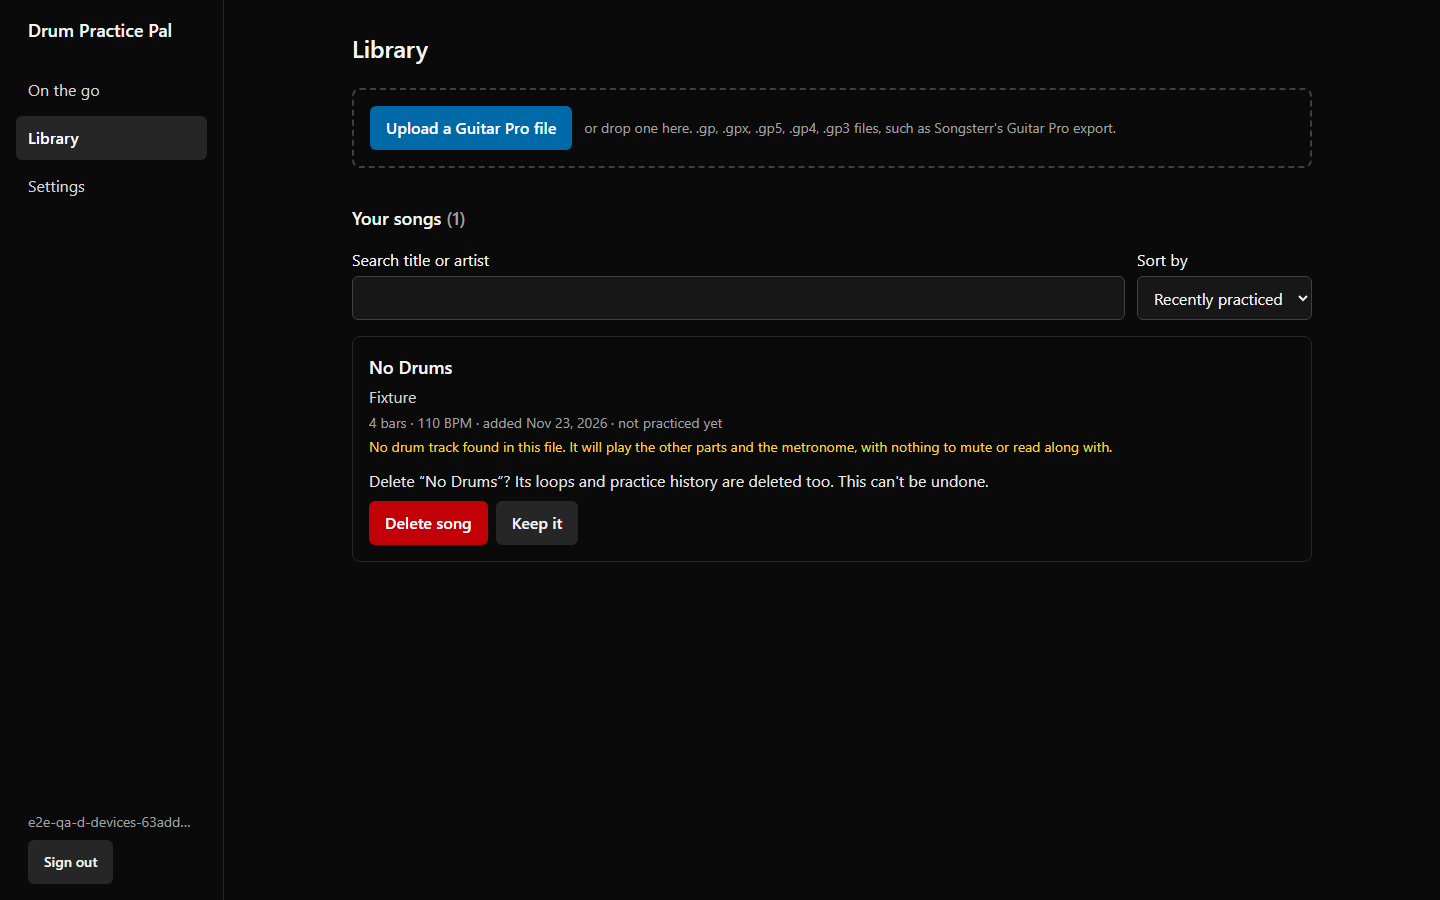 Drum Practice Pal
On the go
Library
Settings
e2e-qa-d-devices-63add...
Sign out
Library
Upload a Guitar Pro file
or drop one here. .gp, .gpx, .gp5, .gp4, .gp3 files, such as Songsterr's Guitar Pro export.
Your songs (1)
Search title or artist
Sort by
Recently practiced
No Drums
Fixture
4 bars · 110 BPM · added Nov 23, 2026 · not practiced yet
No drum track found in this file. It will play the other parts and the metronome, with nothing to mute or read along with.
Delete “No Drums”? Its loops and practice history are deleted too. This can't be undone.
Delete song
Keep it